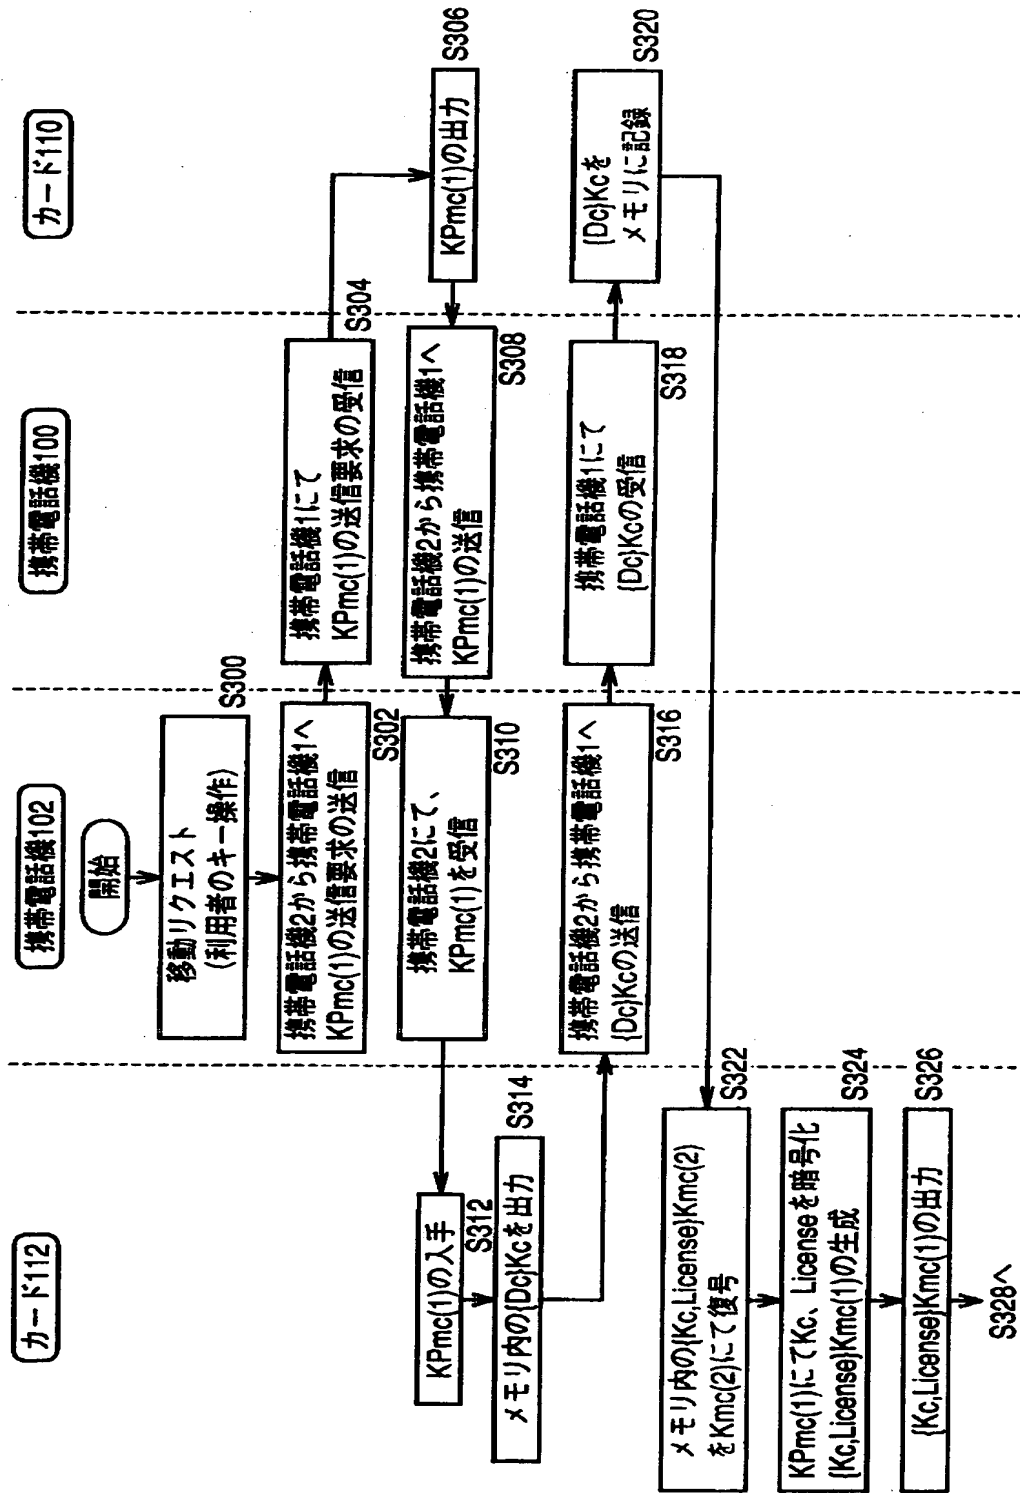 カード112
携帯電話機102
携帯電話機100
カード110
開始
移動リクエスト
(利用者のキー操作)
S300
携帯電話機2から携帯電話機1へ
KPmc(1)の送信要求の送信
S302
携帯電話機1にて
KPmc(1)の送信要求の受信
S304
KPmc(1)の出力
S306
携帯電話機2から携帯電話機1へ
KPmc(1)の送信
S308
携帯電話機2にて、
KPmc(1)を受信
S310
KPmc(1)の入手
S312
メモリ内の{Dc}Kcを出力
S314
携帯電話機2から携帯電話機1へ
{Dc}Kcの送信
S316
携帯電話機1にて
{Dc}Kcの受信
S318
{Dc}Kcを
メモリに記録
S320
メモリ内の{Kc,License}Kmc(2)
をKmc(2)にて復号
S322
KPmc(1)にてKc、Licenseを暗号化
{Kc,License}Kmc(1)の生成
S324
{Kc,License}Kmc(1)の出力
S326
S328へ